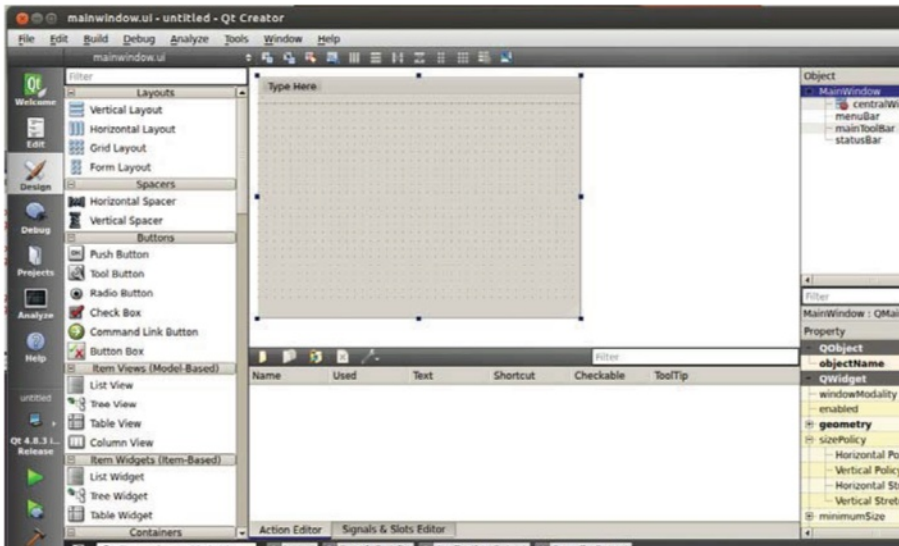 mainwindow.ui - untitled - Qt Creator
File Edit Build Debug Analyze Tools Window Help
mainwindow.ui
Qt
Welcome
Edit
Design
Debug
Projects
Analyze
Help
untitled
Qt 4.8.3 i...
Release
Filter
Layouts
Vertical Layout
Horizontal Layout
Grid Layout
Form Layout
Spacers
Horizontal Spacer
Vertical Spacer
Buttons
Push Button
Tool Button
Radio Button
Check Box
Command Link Button
Button Box
Item Views (Model-Based)
List View
Tree View
Table View
Column View
Item Widgets (Item-Based)
List Widget
Tree Widget
Table Widget
Containers
Type Here
Filter
Name Used Text Shortcut Checkable ToolTip
Action Editor Signals & Slots Editor
Object
MainWindow
centralWi
menuBar
mainToolBar
statusBar
Filter
MainWindow : QMai
Property
QObject
objectName
QWidget
windowModality
enabled
geometry
sizePolicy
Horizontal Po
Vertical Policy
Horizontal Str
Vertical Stret
minimumSize